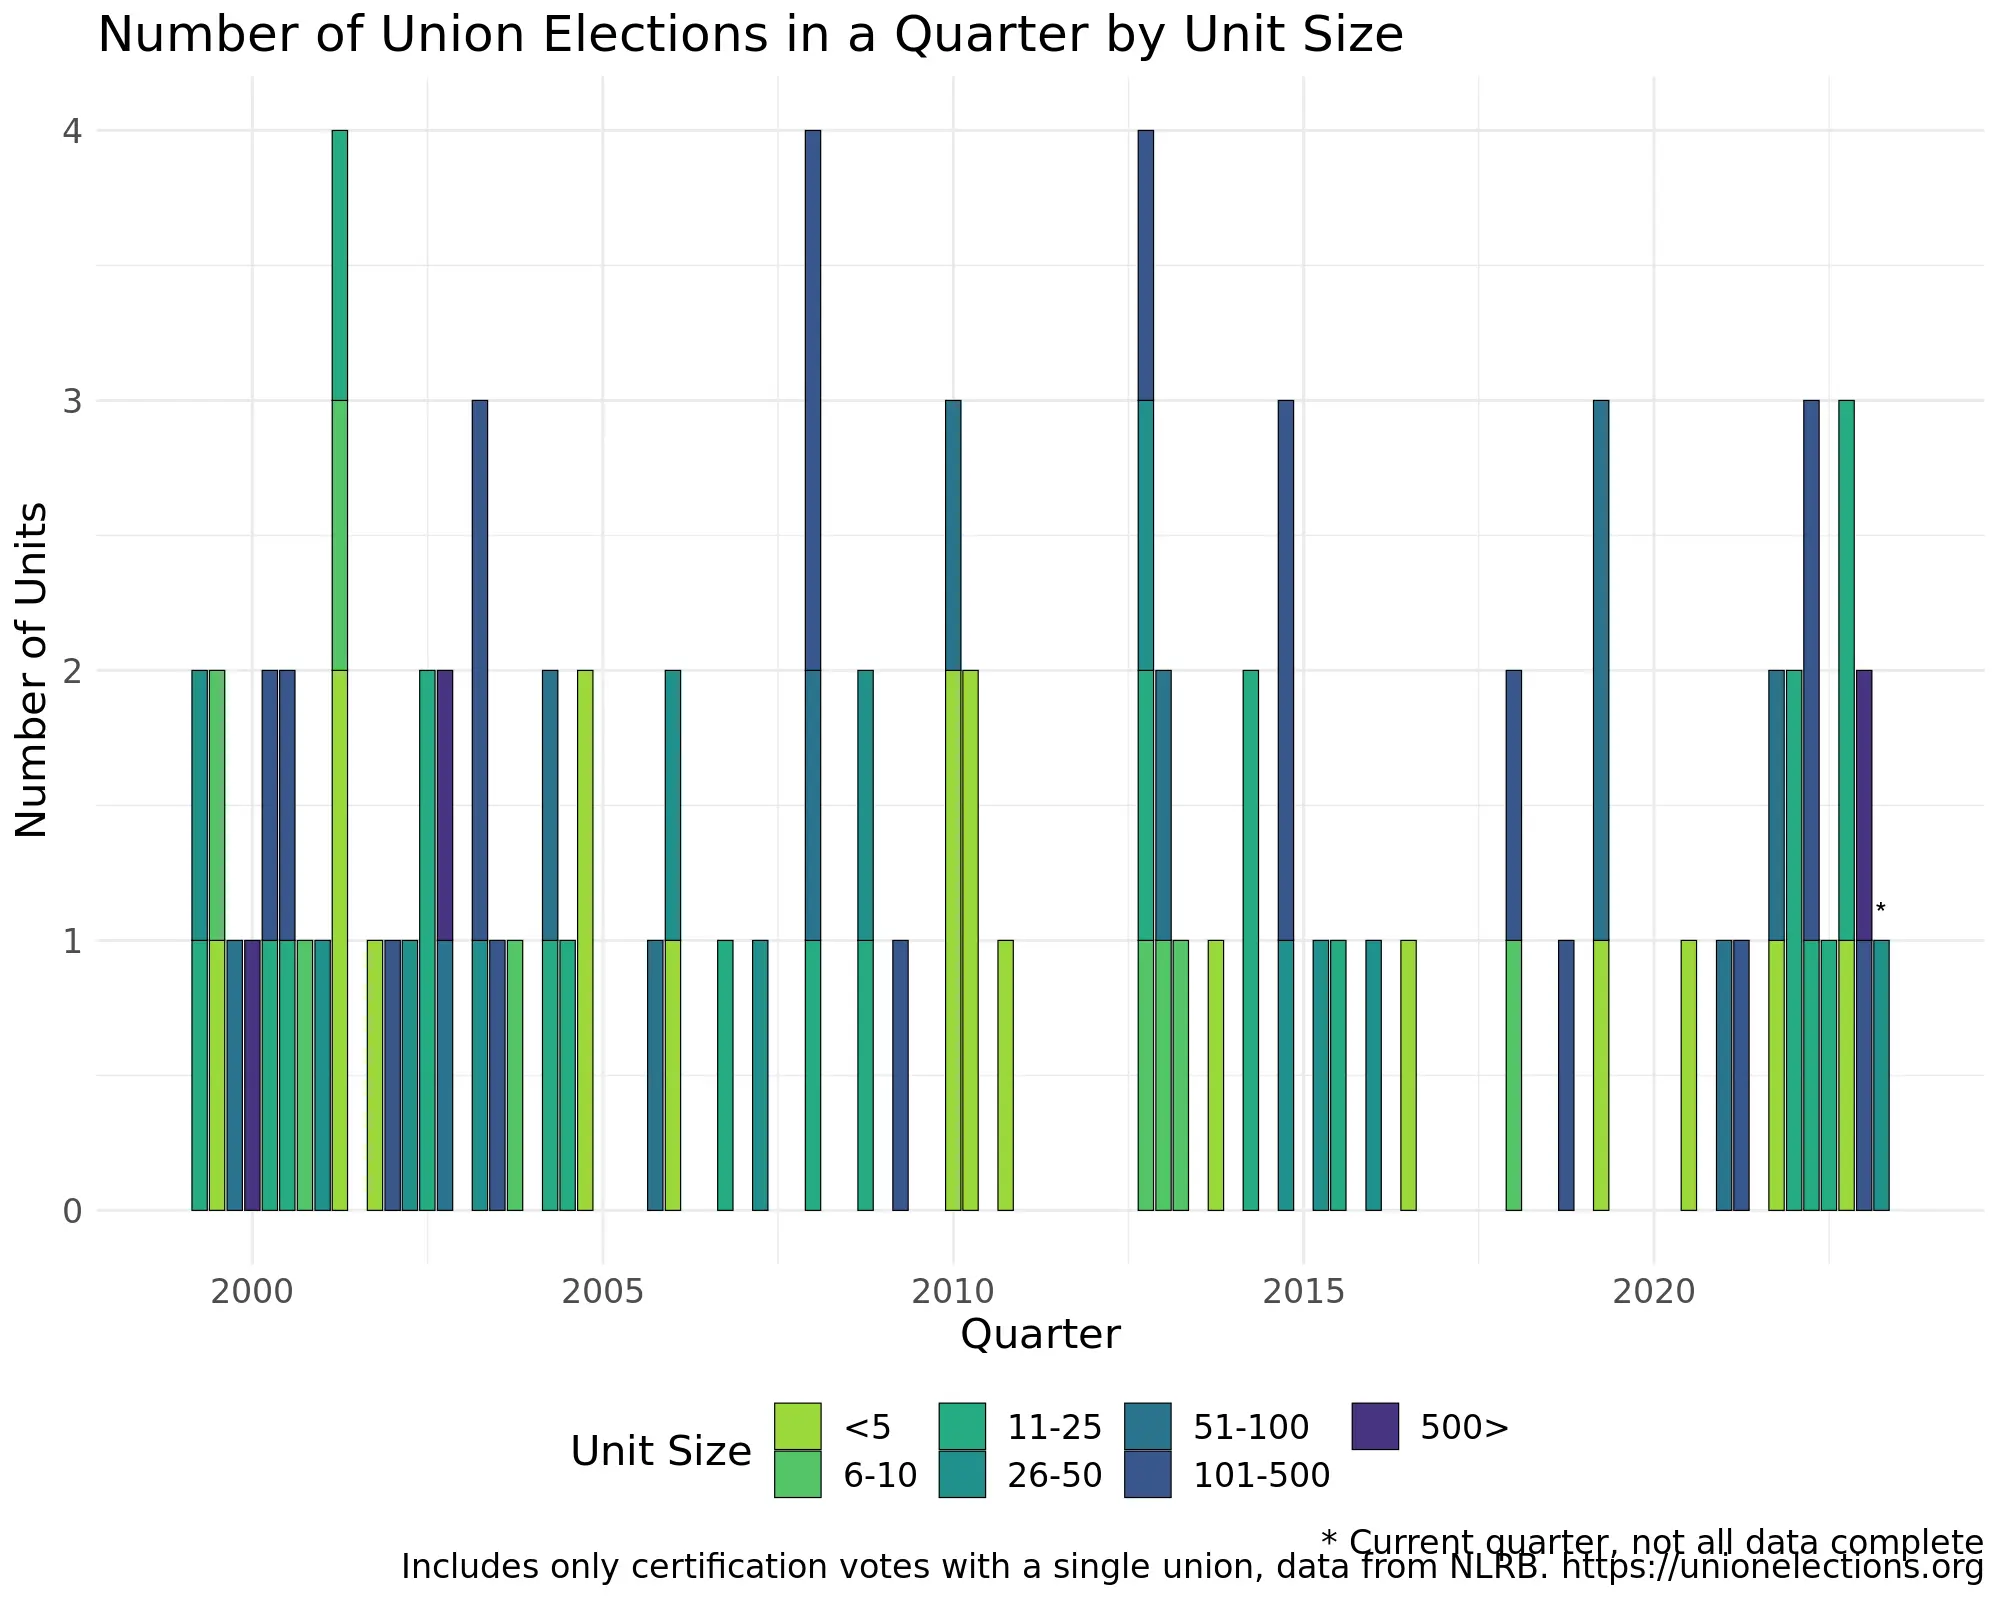 Number of Union Elections in a Quarter by Unit Size
Number of Units
4
3
2
1
0
*
2000 2005 2010 2015 2020
Quarter
Unit Size
<5 11-25 51-100 500>
6-10 26-50 101-500
* Current quarter, not all data complete
Includes only certification votes with a single union, data from NLRB. https://unionelections.org